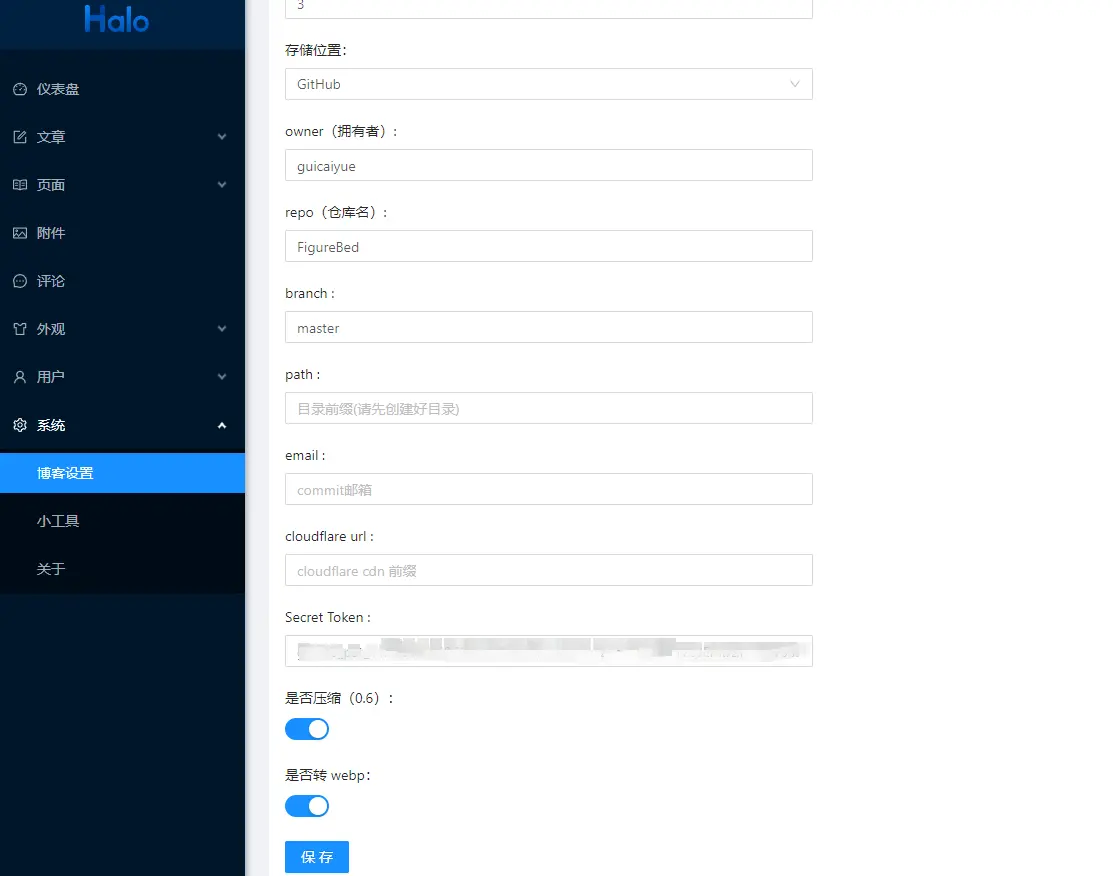 Halo
仪表盘
文章
页面
附件
评论
外观
用户
系统
博客设置
小工具
关于
3
存储位置：
GitHub
owner（拥有者）:
guicaiyue
repo（仓库名）:
FigureBed
branch :
master
path :
目录前缀(请先创建好目录)
email :
commit邮箱
cloudflare url :
cloudflare cdn 前缀
Secret Token :
是否压缩（0.6）:
是否转 webp：
保 存